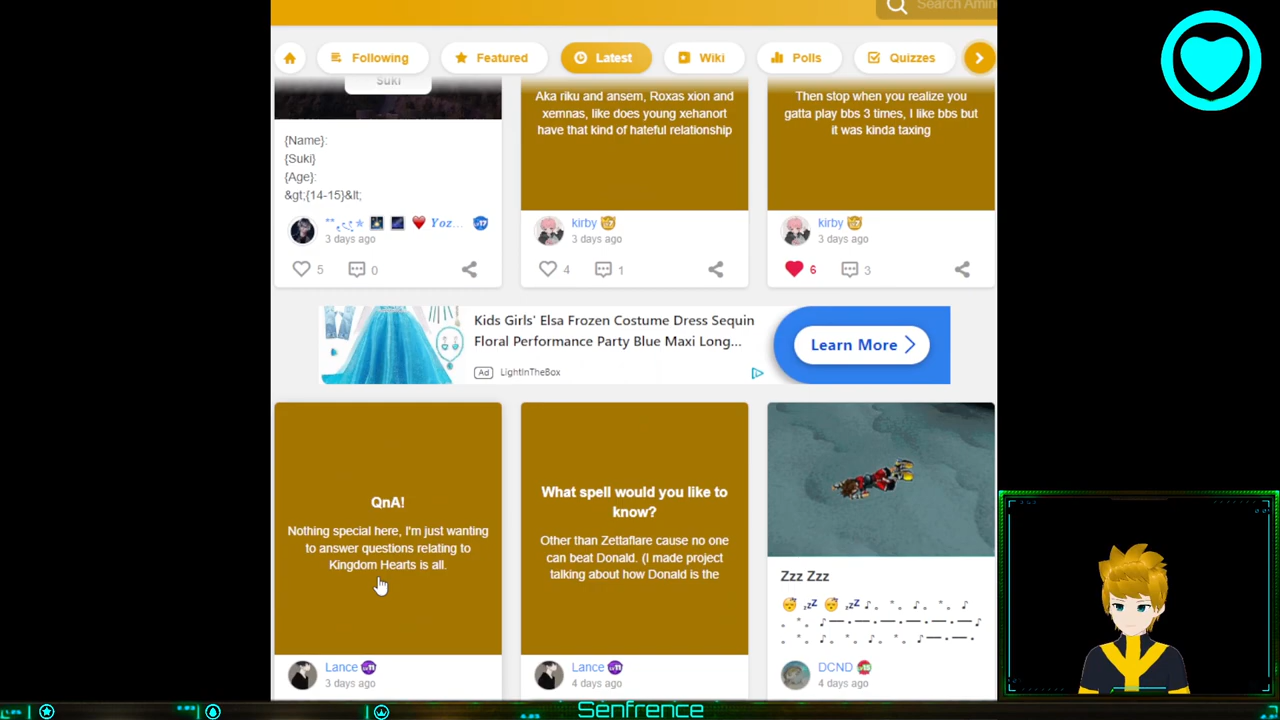 Search Amino
Following
Featured
Latest
Wiki
Polls
Quizzes
Suki
{Name}:
{Suki}
{Age}:
&gt;{14-15}&lt;
Yoz...
3 days ago
5
0
Aka riku and ansem, Roxas xion and
xemnas, like does young xehanort
have that kind of hateful relationship
kirby
3 days ago
4
1
Then stop when you realize you
gatta play bbs 3 times, I like bbs but
it was kinda taxing
kirby
3 days ago
6
3
Kids Girls' Elsa Frozen Costume Dress Sequin
Floral Performance Party Blue Maxi Long...
Ad LightInTheBox
Learn More
QnA!
Nothing special here, I'm just wanting
to answer questions relating to
Kingdom Hearts is all.
Lance
3 days ago
What spell would you like to
know?
Other than Zettaflare cause no one
can beat Donald. (I made project
talking about how Donald is the
Lance
4 days ago
Zzz Zzz
DCND
4 days ago
Senfrence